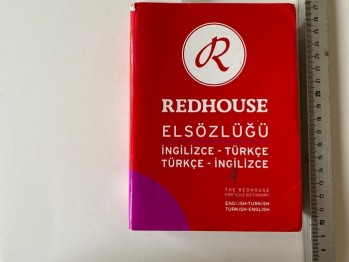 R
REDHOUSE
ELSÖZLÜĞÜ
İNGİLİZCE - TÜRKÇE
TÜRKÇE - İNGİLİZCE
THE REDHOUSE
PORTABLE DICTIONARY
ENGLISH-TURKISH
TURKISH-ENGLISH